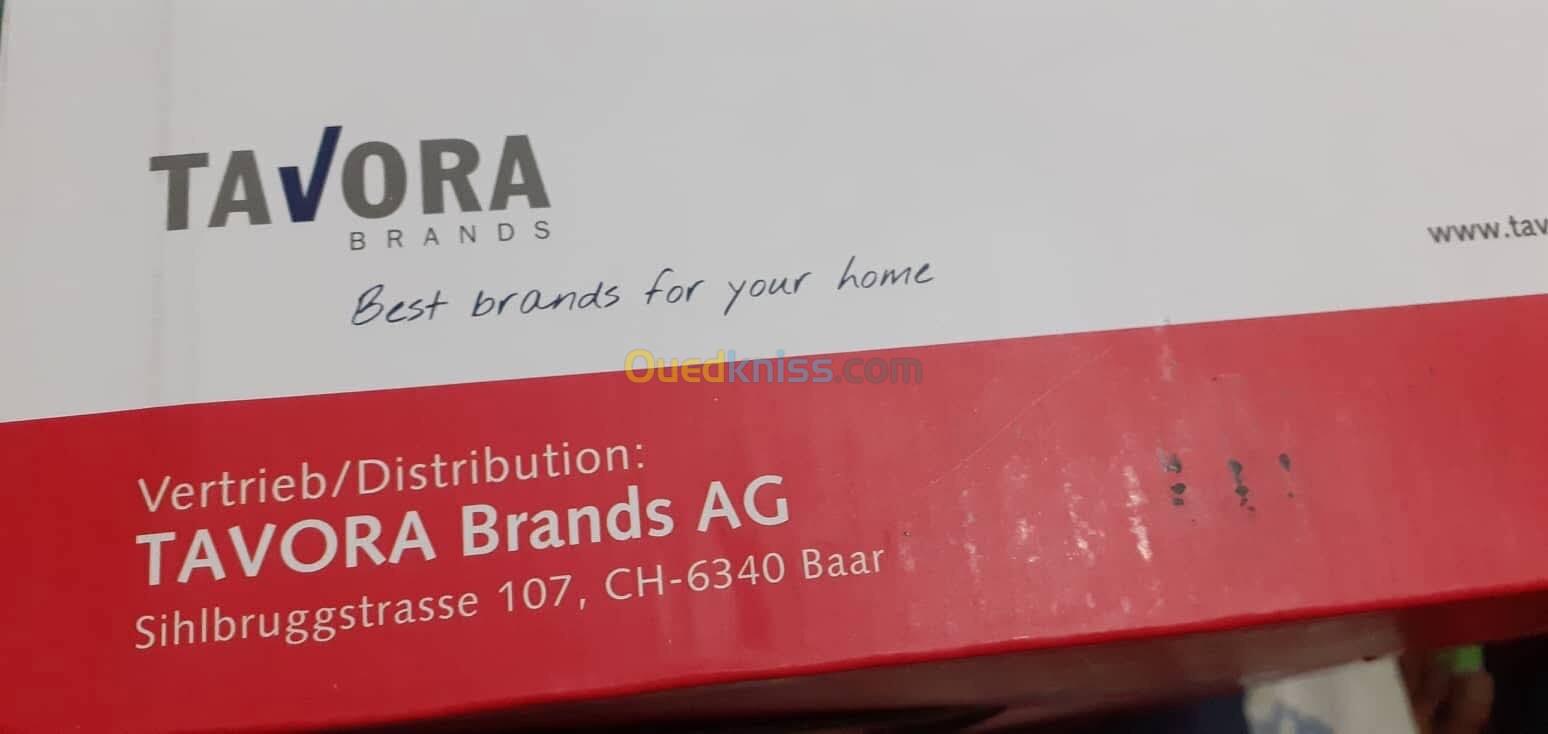 TAVORA
BRANDS
Best brands for your home
www.tav
Ouedkniss.com
Vertrieb/Distribution:
TAVORA Brands AG
Sihlbruggstrasse 107, CH-6340 Baar